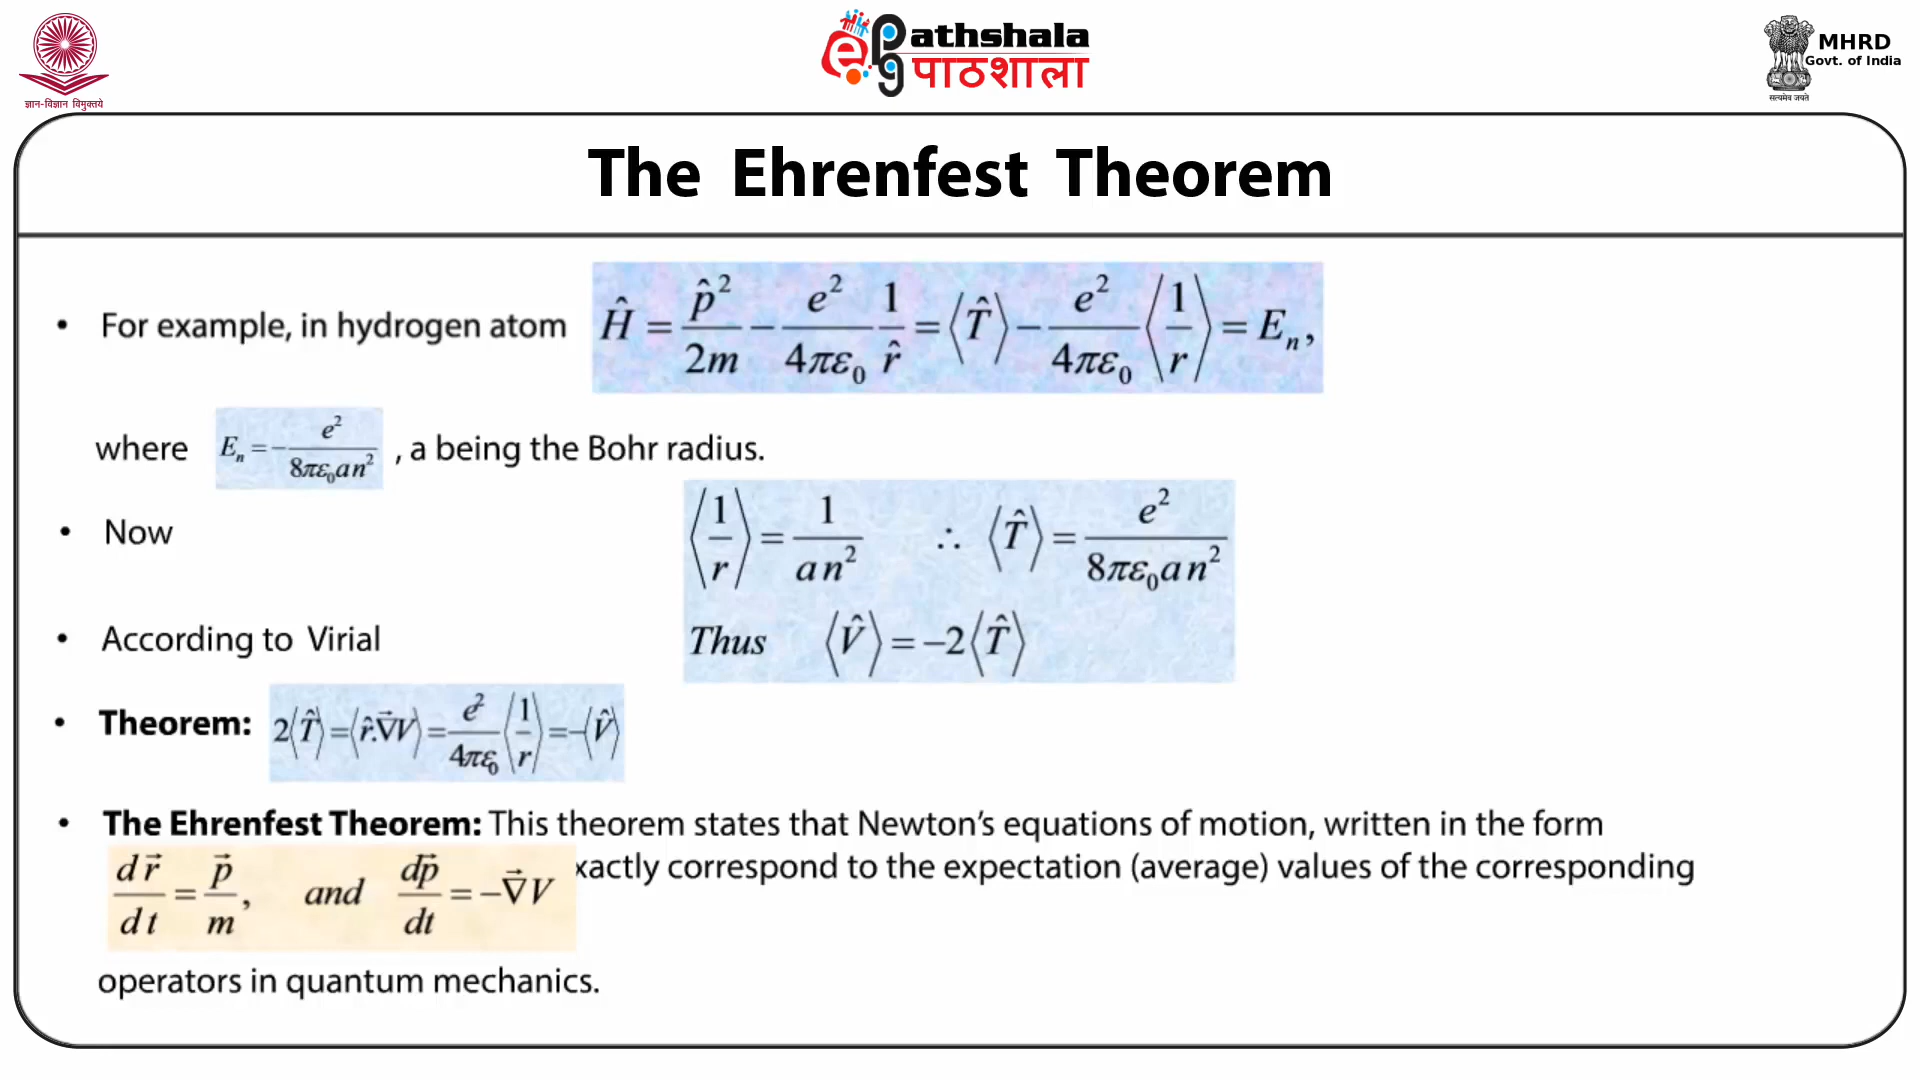 ज्ञान-विज्ञान विमुक्तये
e Pathshala
पाठशाला
MHRD
Govt. of India
सत्यमेव जयते
The Ehrenfest Theorem
• For example, in hydrogen atom Ĥ = p̂²/2m − e²/4πε₀ 1/r̂ = ⟨T̂⟩ − e²/4πε₀ ⟨1/r⟩ = Eₙ,
where Eₙ = − e²/8πε₀an² , a being the Bohr radius.
• Now ⟨1/r⟩ = 1/an² ∴ ⟨T̂⟩ = e²/8πε₀an²
• According to Virial Thus ⟨V̂⟩ = −2⟨T̂⟩
• Theorem: 2⟨T̂⟩ = ⟨r̂.∇⃗V⟩ = e²/4πε₀ ⟨1/r⟩ = −⟨V̂⟩
• The Ehrenfest Theorem: This theorem states that Newton’s equations of motion, written in the form
dr⃗/dt = p⃗/m, and dp⃗/dt = −∇⃗V xactly correspond to the expectation (average) values of the corresponding
operators in quantum mechanics.